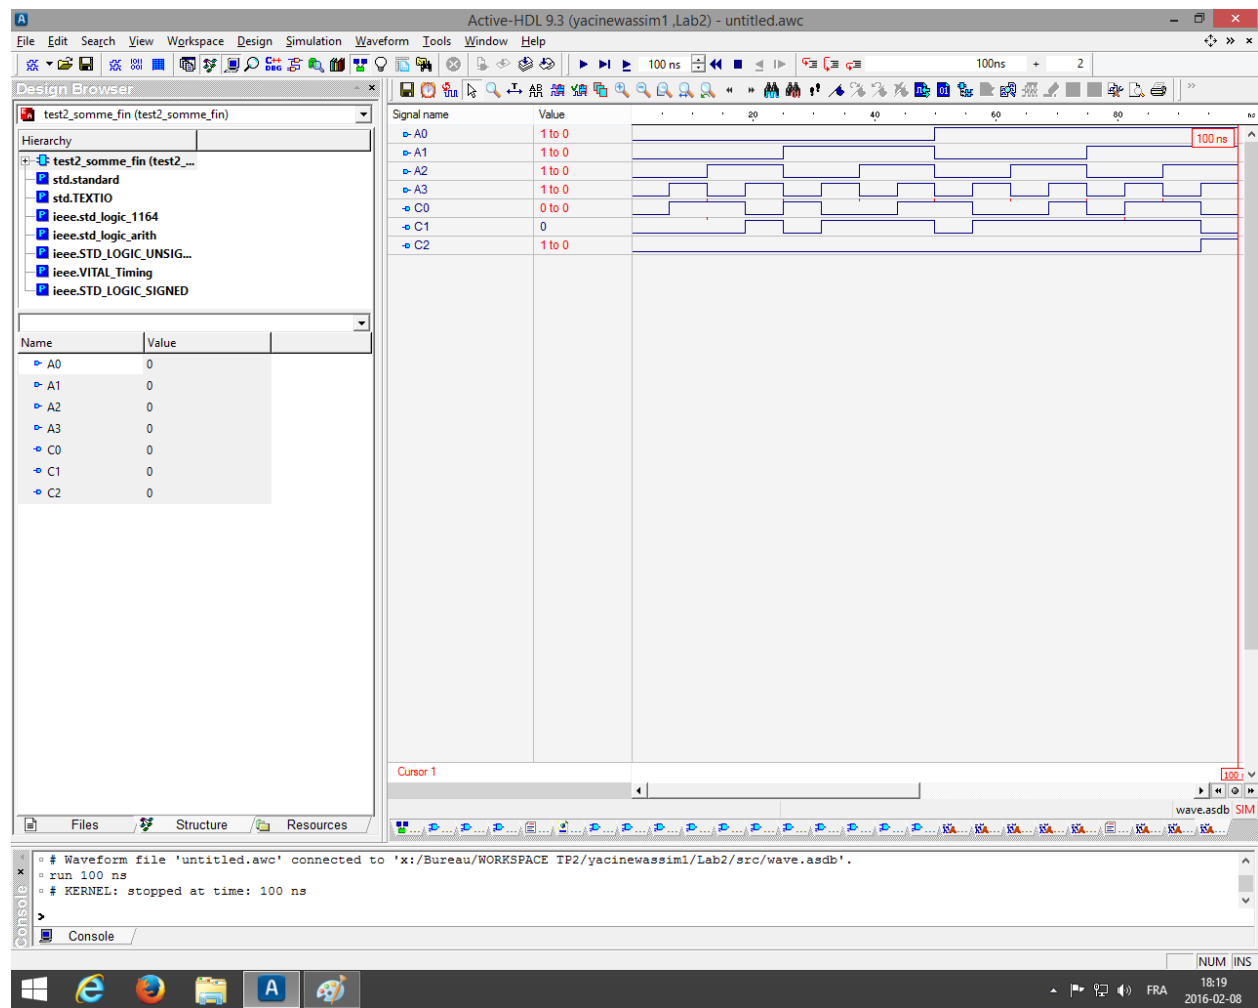 Active-HDL 9.3 (yacinewassim1 ,Lab2) - untitled.awc
File Edit Search View Workspace Design Simulation Waveform Tools Window Help
100 ns 100ns + 2
Design Browser
test2_somme_fin (test2_somme_fin)
Hierarchy
test2_somme_fin (test2_...
std.standard
std.TEXTIO
ieee.std_logic_1164
ieee.std_logic_arith
ieee.STD_LOGIC_UNSIG...
ieee.VITAL_Timing
ieee.STD_LOGIC_SIGNED
Name Value
A0 0
A1 0
A2 0
A3 0
C0 0
C1 0
C2 0
Files Structure Resources
Signal name Value 20 40 60 80 ns
A0 1 to 0
100 ns
A1 1 to 0
A2 1 to 0
A3 1 to 0
C0 0 to 0
C1 0
C2 1 to 0
Cursor 1
wave.asdb SIM
# Waveform file 'untitled.awc' connected to 'x:/Bureau/WORKSPACE TP2/yacinewassim1/Lab2/src/wave.asdb'.
run 100 ns
# KERNEL: stopped at time: 100 ns
>
Console
Console
NUM INS
FRA
18:19
2016-02-08